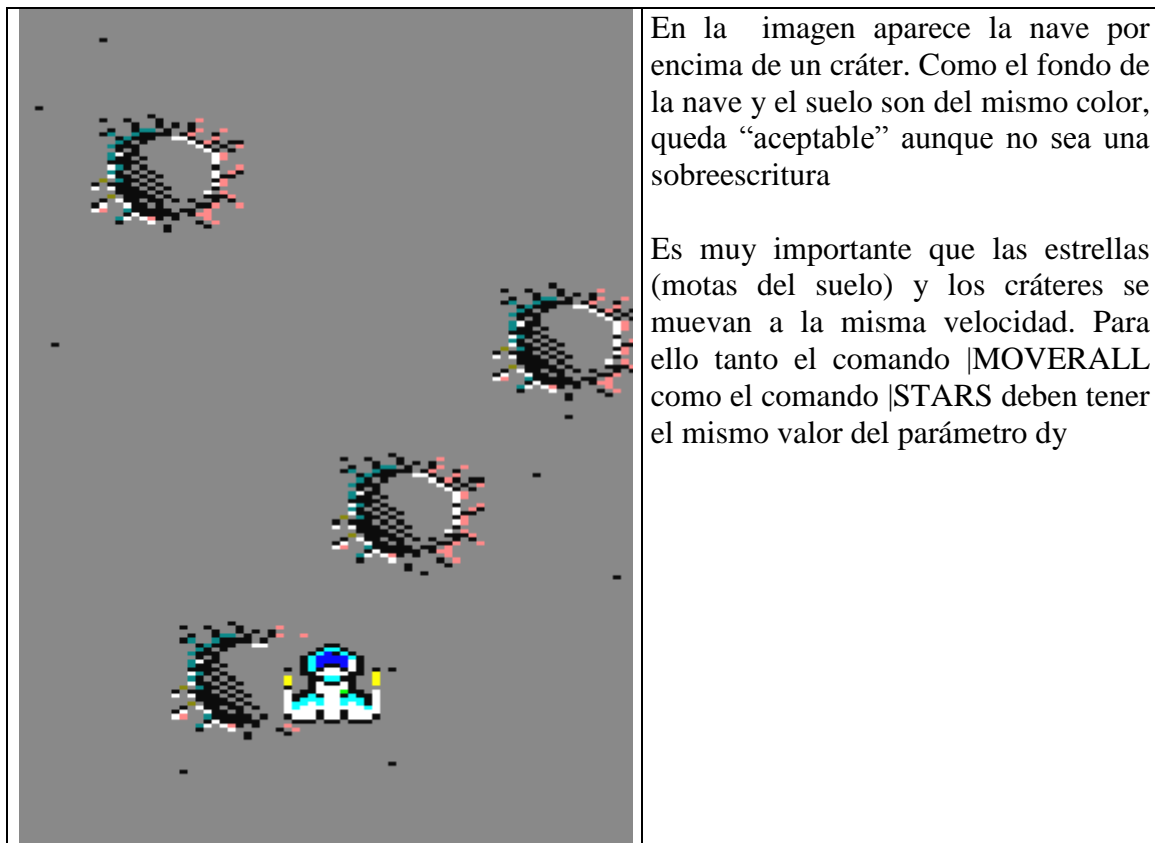 En la imagen aparece la nave por
encima de un cráter. Como el fondo de
la nave y el suelo son del mismo color,
queda “aceptable” aunque no sea una
sobreescritura
Es muy importante que las estrellas
(motas del suelo) y los cráteres se
muevan a la misma velocidad. Para
ello tanto el comando |MOVERALL
como el comando |STARS deben tener
el mismo valor del parámetro dy